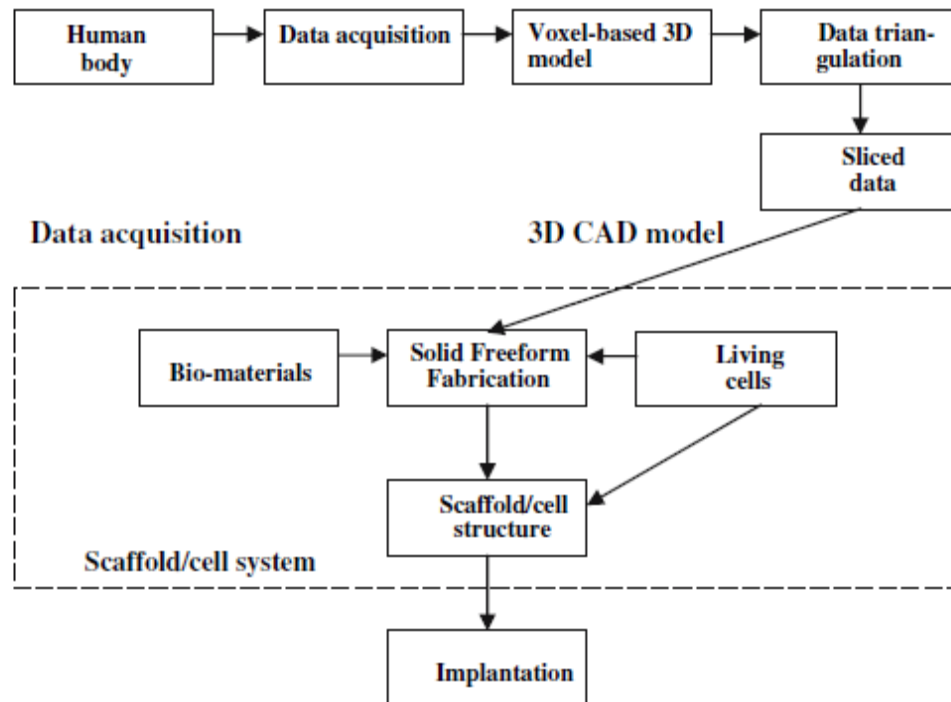 Human
body
Data acquisition
Voxel-based 3D
model
Data trian-
gulation
Sliced
data
Data acquisition
3D CAD model
Bio-materials
Solid Freeform
Fabrication
Living
cells
Scaffold/cell
structure
Scaffold/cell system
Implantation